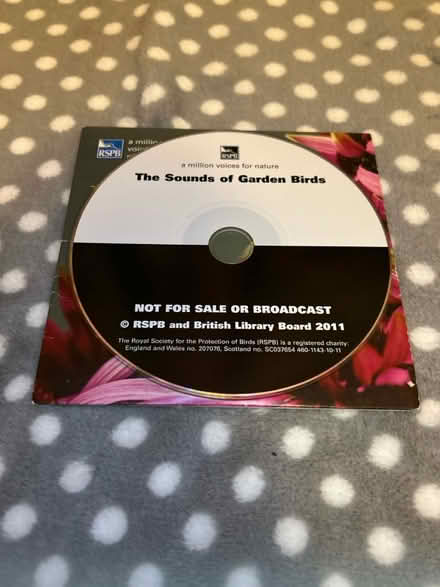 RSPB
a million
voices
RSPB
a million voices for nature
The Sounds of Garden Birds
NOT FOR SALE OR BROADCAST
© RSPB and British Library Board 2011
The Royal Society for the Protection of Birds (RSPB) is a registered charity:
England and Wales no. 207076, Scotland no. SC037654 460-1143-10-11